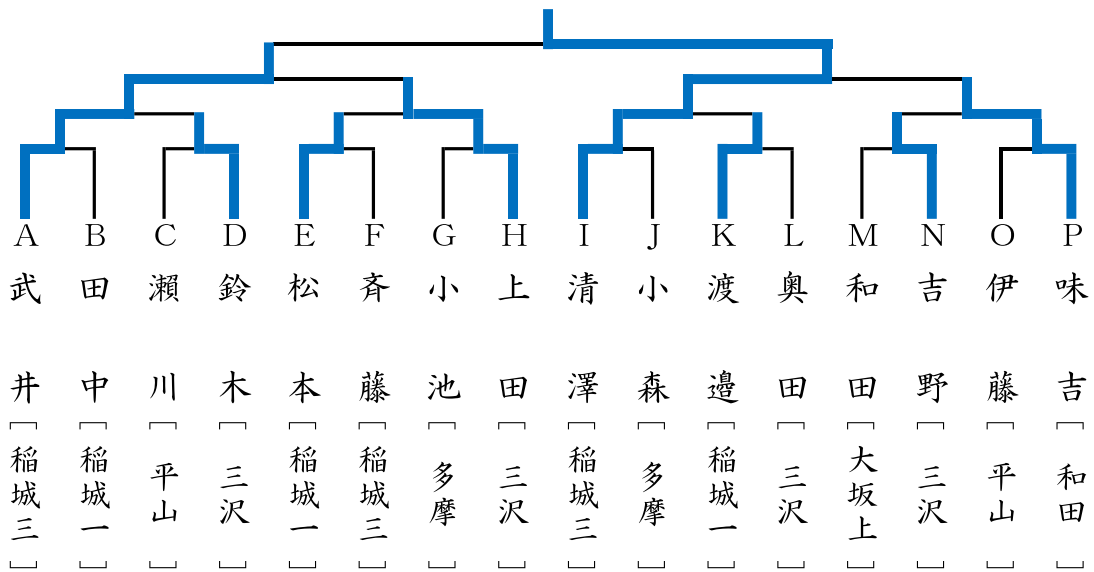 A B C D E F G H I J K L M N O P
武井［稲城三］
田中［稲城一］
瀨川［平山］
鈴木［三沢］
松本［稲城一］
斉藤［稲城三］
小池［多摩］
上田［三沢］
清澤［稲城三］
小森［多摩］
渡邉［稲城一］
奥田［三沢］
和田［大坂上］
吉野［三沢］
伊藤［平山］
味吉［和田］